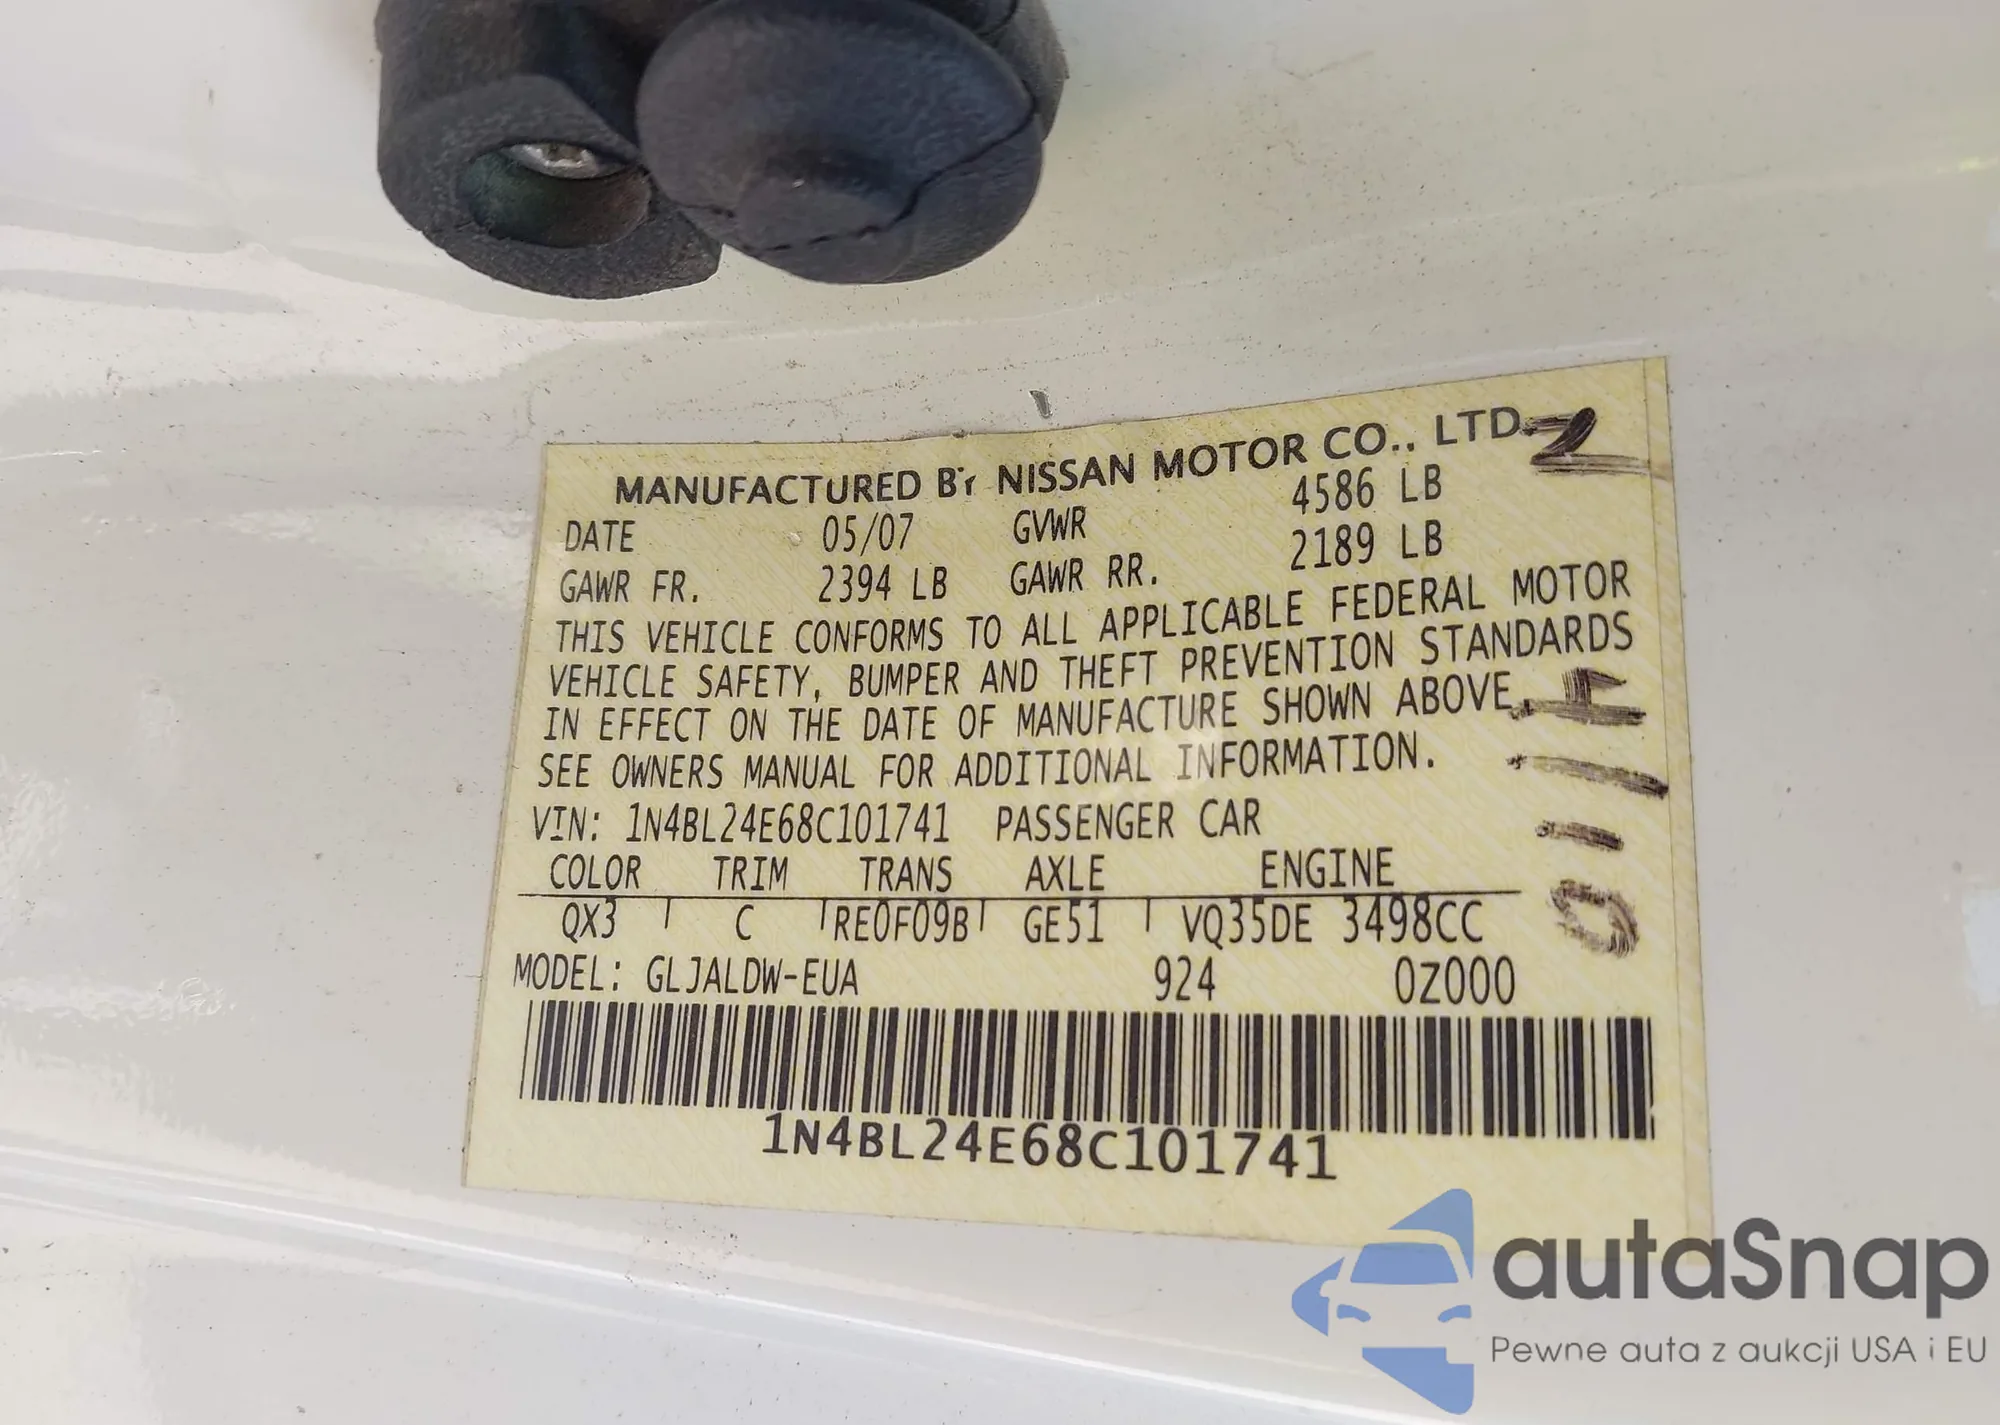 MANUFACTURED BY NISSAN MOTOR CO., LTD.
DATE 05/07 GVWR 4586 LB
GAWR FR. 2394 LB GAWR RR. 2189 LB
THIS VEHICLE CONFORMS TO ALL APPLICABLE FEDERAL MOTOR
VEHICLE SAFETY, BUMPER AND THEFT PREVENTION STANDARDS
IN EFFECT ON THE DATE OF MANUFACTURE SHOWN ABOVE.
SEE OWNERS MANUAL FOR ADDITIONAL INFORMATION.
VIN: 1N4BL24E68C101741 PASSENGER CAR
COLOR TRIM TRANS AXLE ENGINE
QX3 C RE0F09B GE51 VQ35DE 3498CC
MODEL: GLJALDW-EUA 924 0Z000
1N4BL24E68C101741
autaSnap
Pewne auta z aukcji USA i EU